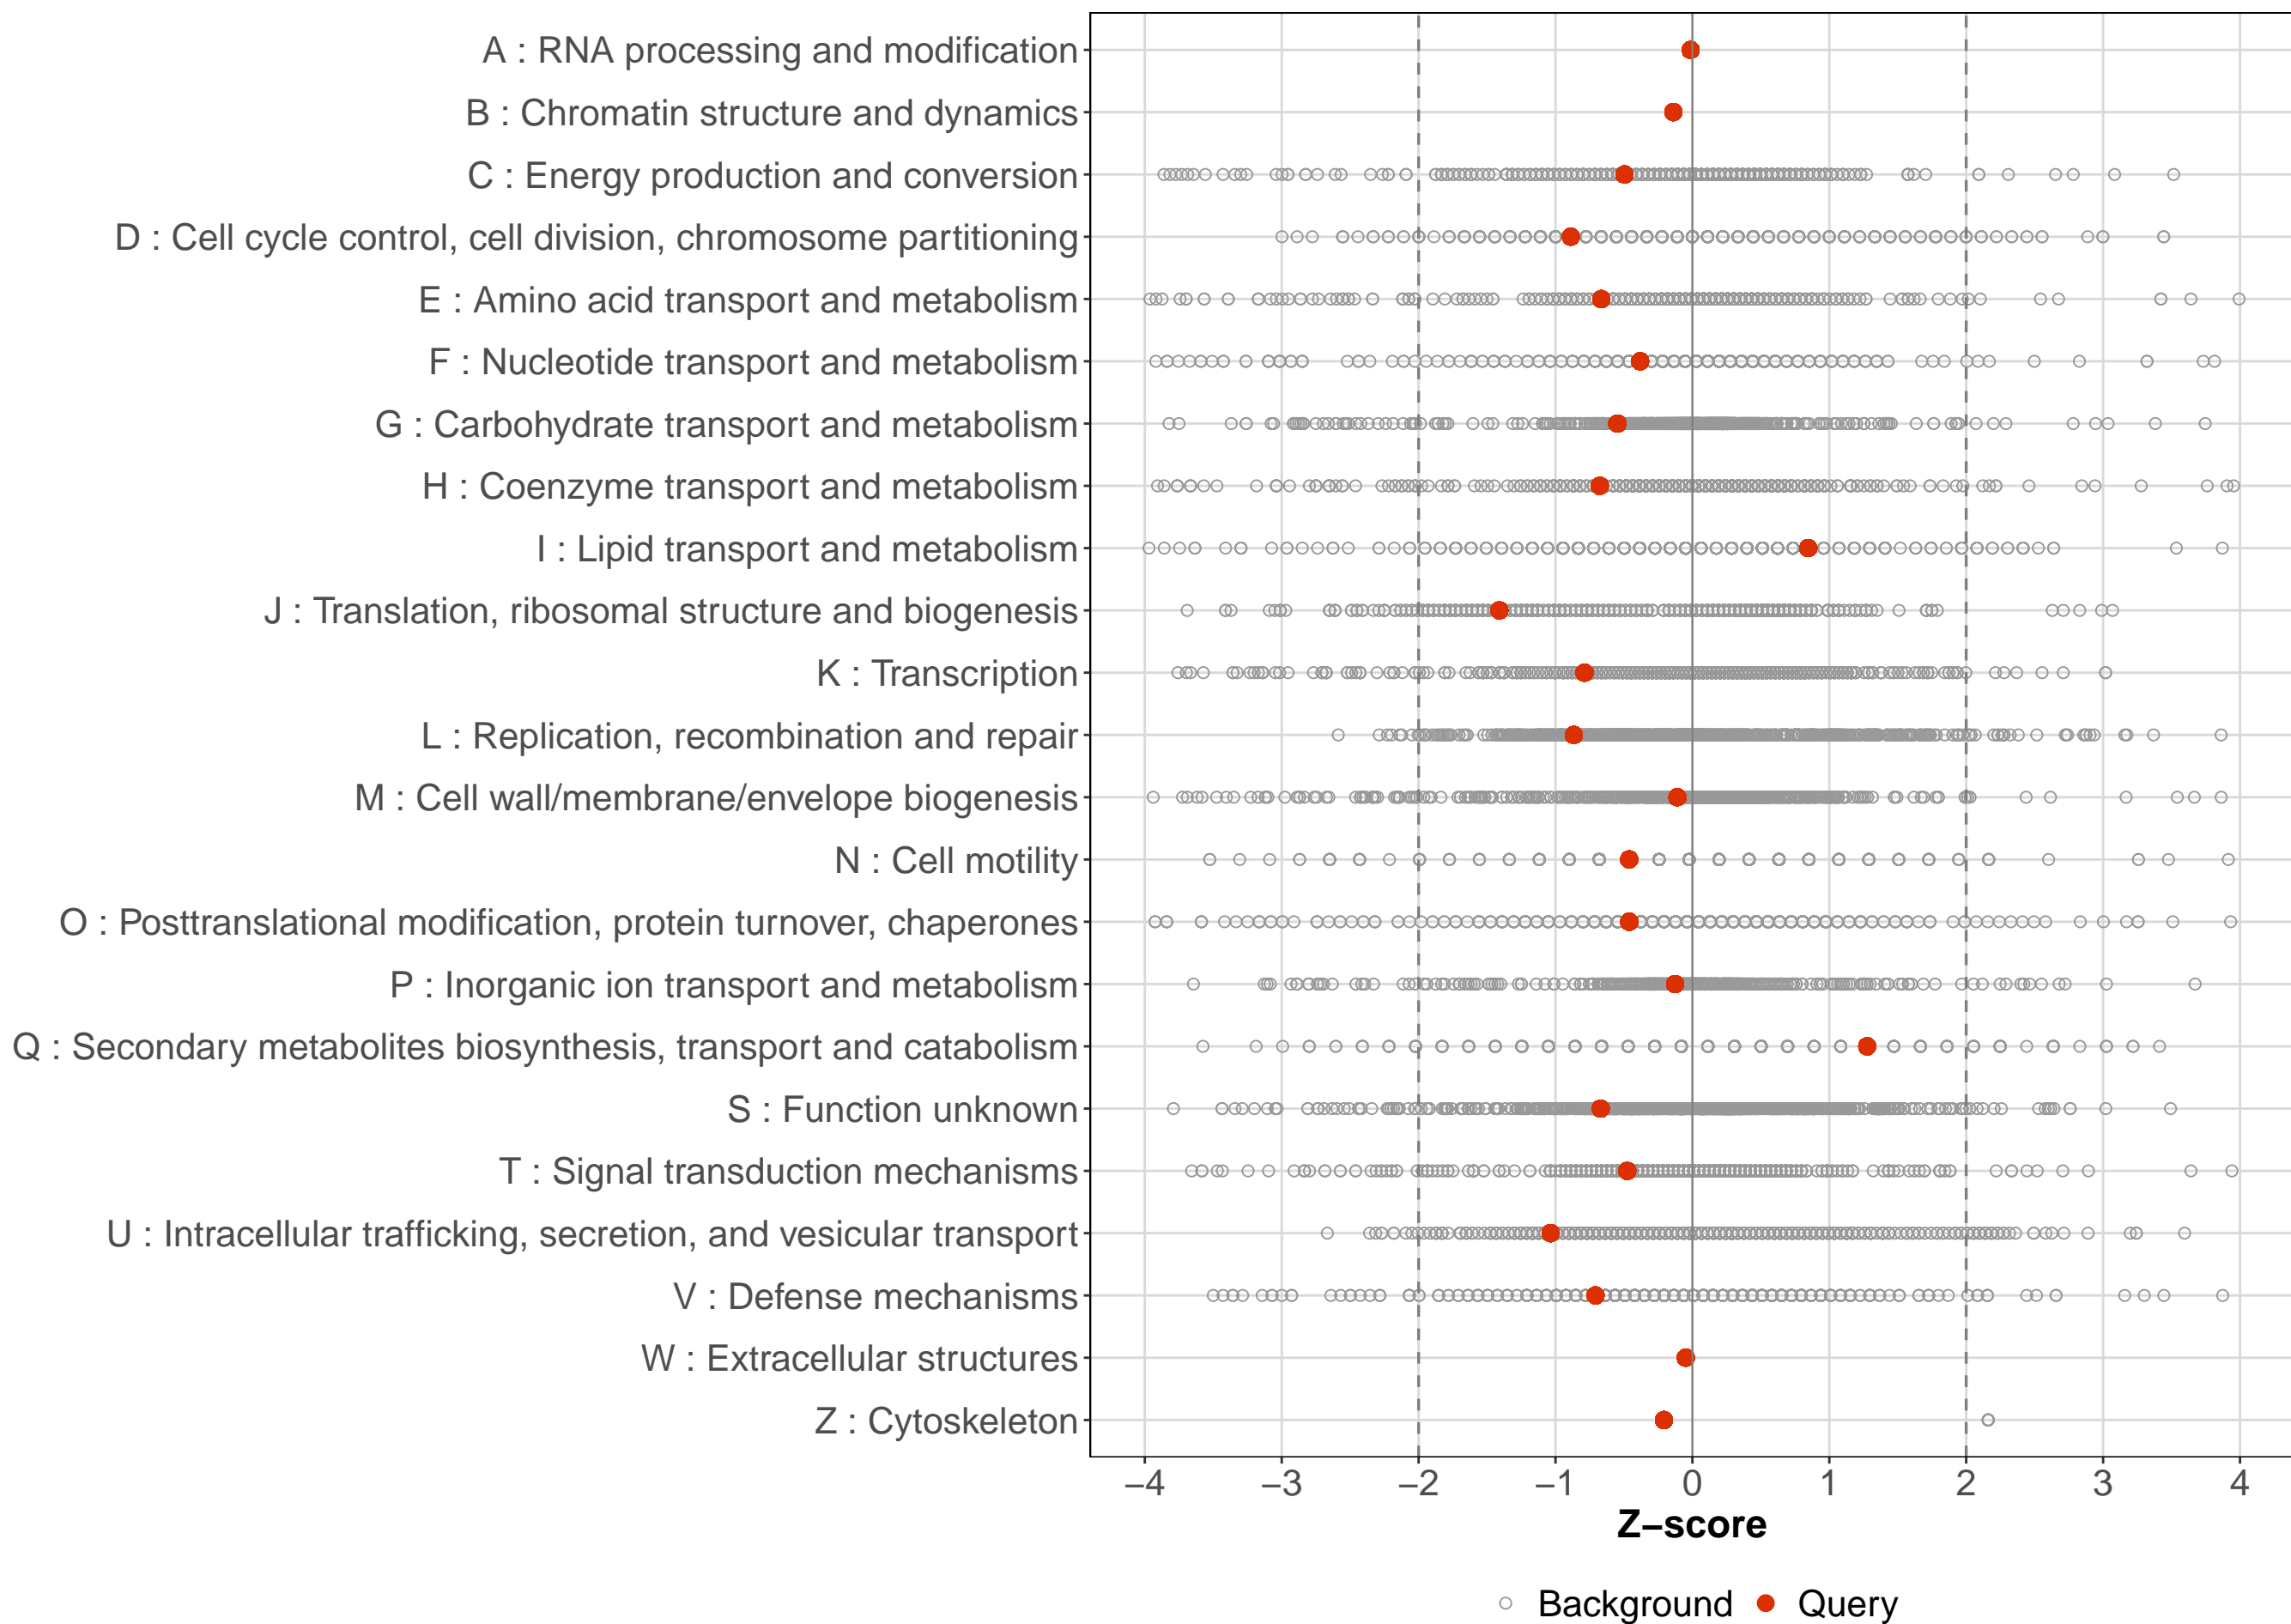 A : RNA processing and modification
B : Chromatin structure and dynamics
C : Energy production and conversion
D : Cell cycle control, cell division, chromosome partitioning
E : Amino acid transport and metabolism
F : Nucleotide transport and metabolism
G : Carbohydrate transport and metabolism
H : Coenzyme transport and metabolism
I : Lipid transport and metabolism
J : Translation, ribosomal structure and biogenesis
K : Transcription
L : Replication, recombination and repair
M : Cell wall/membrane/envelope biogenesis
N : Cell motility
O : Posttranslational modification, protein turnover, chaperones
P : Inorganic ion transport and metabolism
Q : Secondary metabolites biosynthesis, transport and catabolism
S : Function unknown
T : Signal transduction mechanisms
U : Intracellular trafficking, secretion, and vesicular transport
V : Defense mechanisms
W : Extracellular structures
Z : Cytoskeleton
−4 −3 −2 −1 0 1 2 3 4
Z−score
Background Query